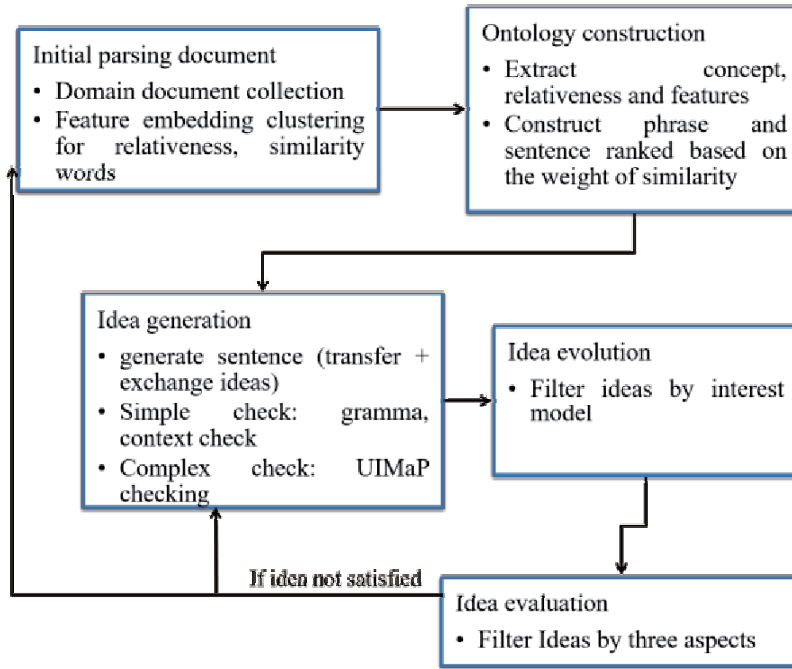 Initial parsing document
• Domain document collection
• Feature embedding clustering
for relativeness, similarity
words
Ontology construction
• Extract concept,
relativeness and features
• Construct phrase and
sentence ranked based on
the weight of similarity
Idea generation
• generate sentence (transfer +
exchange ideas)
• Simple check: gramma,
context check
• Complex check: UIMaP
checking
Idea evolution
• Filter ideas by interest
model
If idea not satisfied
Idea evaluation
• Filter Ideas by three aspects